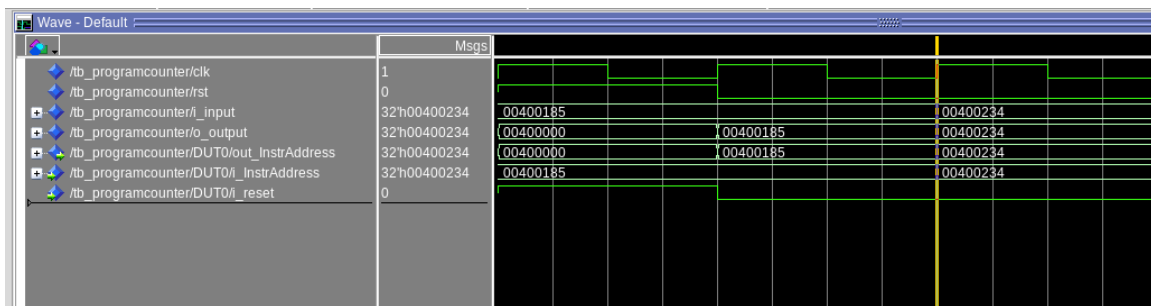 Wave - Default
Msgs
/tb_programcounter/clk 1
/tb_programcounter/rst 0
/tb_programcounter/i_input 32'h00400234 00400185 00400234
/tb_programcounter/o_output 32'h00400234 00400000 00400185 00400234
/tb_programcounter/DUT0/out_InstrAddress 32'h00400234 00400000 00400185 00400234
/tb_programcounter/DUT0/i_InstrAddress 32'h00400234 00400185 00400234
/tb_programcounter/DUT0/i_reset 0